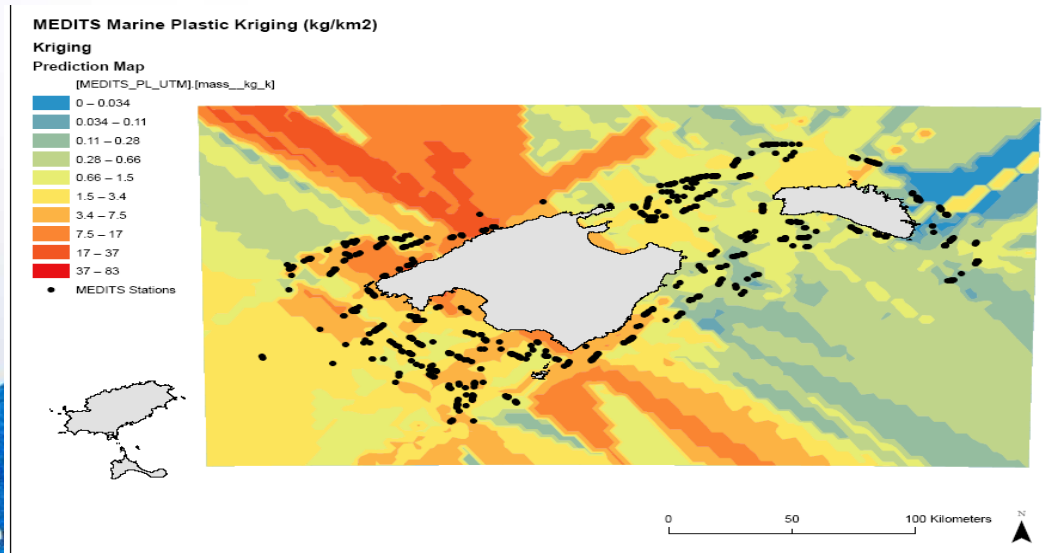 MEDITS Marine Plastic Kriging (kg/km2)
Kriging
Prediction Map
[MEDITS_PL_UTM].[mass__kg_k]
0 – 0.034
0.034 – 0.11
0.11 – 0.28
0.28 – 0.66
0.66 – 1.5
1.5 – 3.4
3.4 – 7.5
7.5 – 17
17 – 37
37 – 83
MEDITS Stations
0 50 100 Kilometers
N